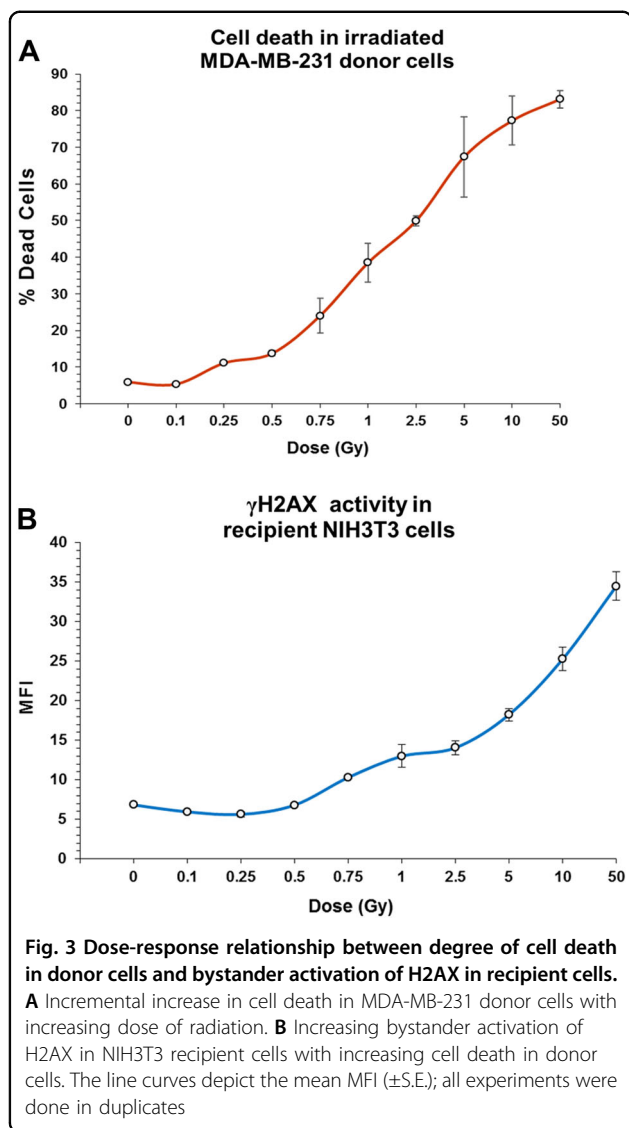 A
Cell death in irradiated
MDA-MB-231 donor cells
% Dead Cells
90
80
70
60
50
40
30
20
10
0
0 0.1 0.25 0.5 0.75 1 2.5 5 10 50
Dose (Gy)
B
γH2AX activity in
recipient NIH3T3 cells
MFI
40
35
30
25
20
15
10
5
0
0 0.1 0.25 0.5 0.75 1 2.5 5 10 50
Dose (Gy)
Fig. 3 Dose-response relationship between degree of cell death
in donor cells and bystander activation of H2AX in recipient cells.
A Incremental increase in cell death in MDA-MB-231 donor cells with
increasing dose of radiation. B Increasing bystander activation of
H2AX in NIH3T3 recipient cells with increasing cell death in donor
cells. The line curves depict the mean MFI (±S.E.); all experiments were
done in duplicates